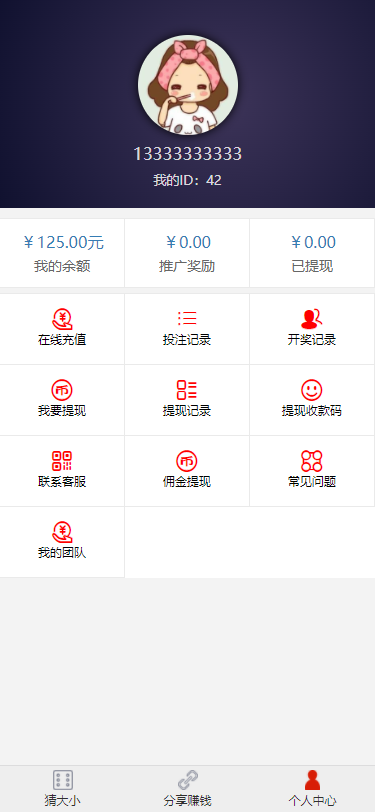 13333333333
我的ID：42
￥125.00元 ￥0.00 ￥0.00
我的余额 推广奖励 已提现
在线充值 投注记录 开奖记录
我要提现 提现记录 提现收款码
联系客服 佣金提现 常见问题
我的团队
猜大小 分享赚钱 个人中心